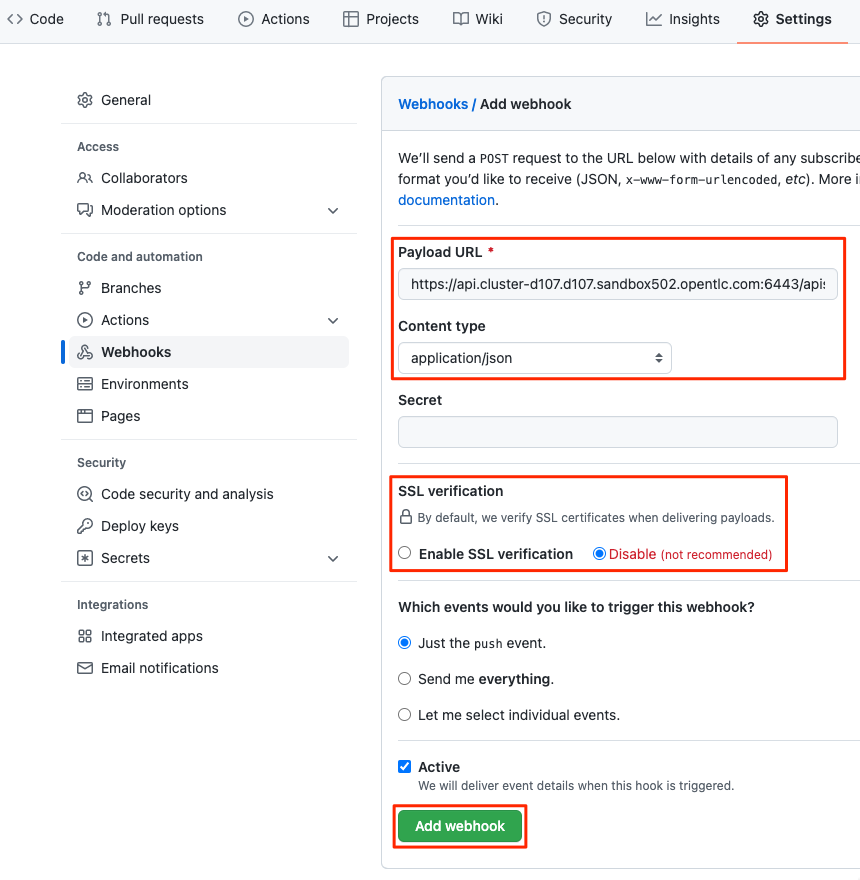 Code Pull requests Actions Projects Wiki Security Insights Settings
General
Access
Collaborators
Moderation options
Code and automation
Branches
Actions
Webhooks
Environments
Pages
Security
Code security and analysis
Deploy keys
Secrets
Integrations
Integrated apps
Email notifications
Webhooks / Add webhook
We'll send a POST request to the URL below with details of any subscribe
format you'd like to receive (JSON, x-www-form-urlencoded, etc). More i
documentation.
Payload URL *
https://api.cluster-d107.d107.sandbox502.opentlc.com:6443/apis
Content type
application/json
Secret
SSL verification
By default, we verify SSL certificates when delivering payloads.
Enable SSL verification Disable (not recommended)
Which events would you like to trigger this webhook?
Just the push event.
Send me everything.
Let me select individual events.
Active
We will deliver event details when this hook is triggered.
Add webhook